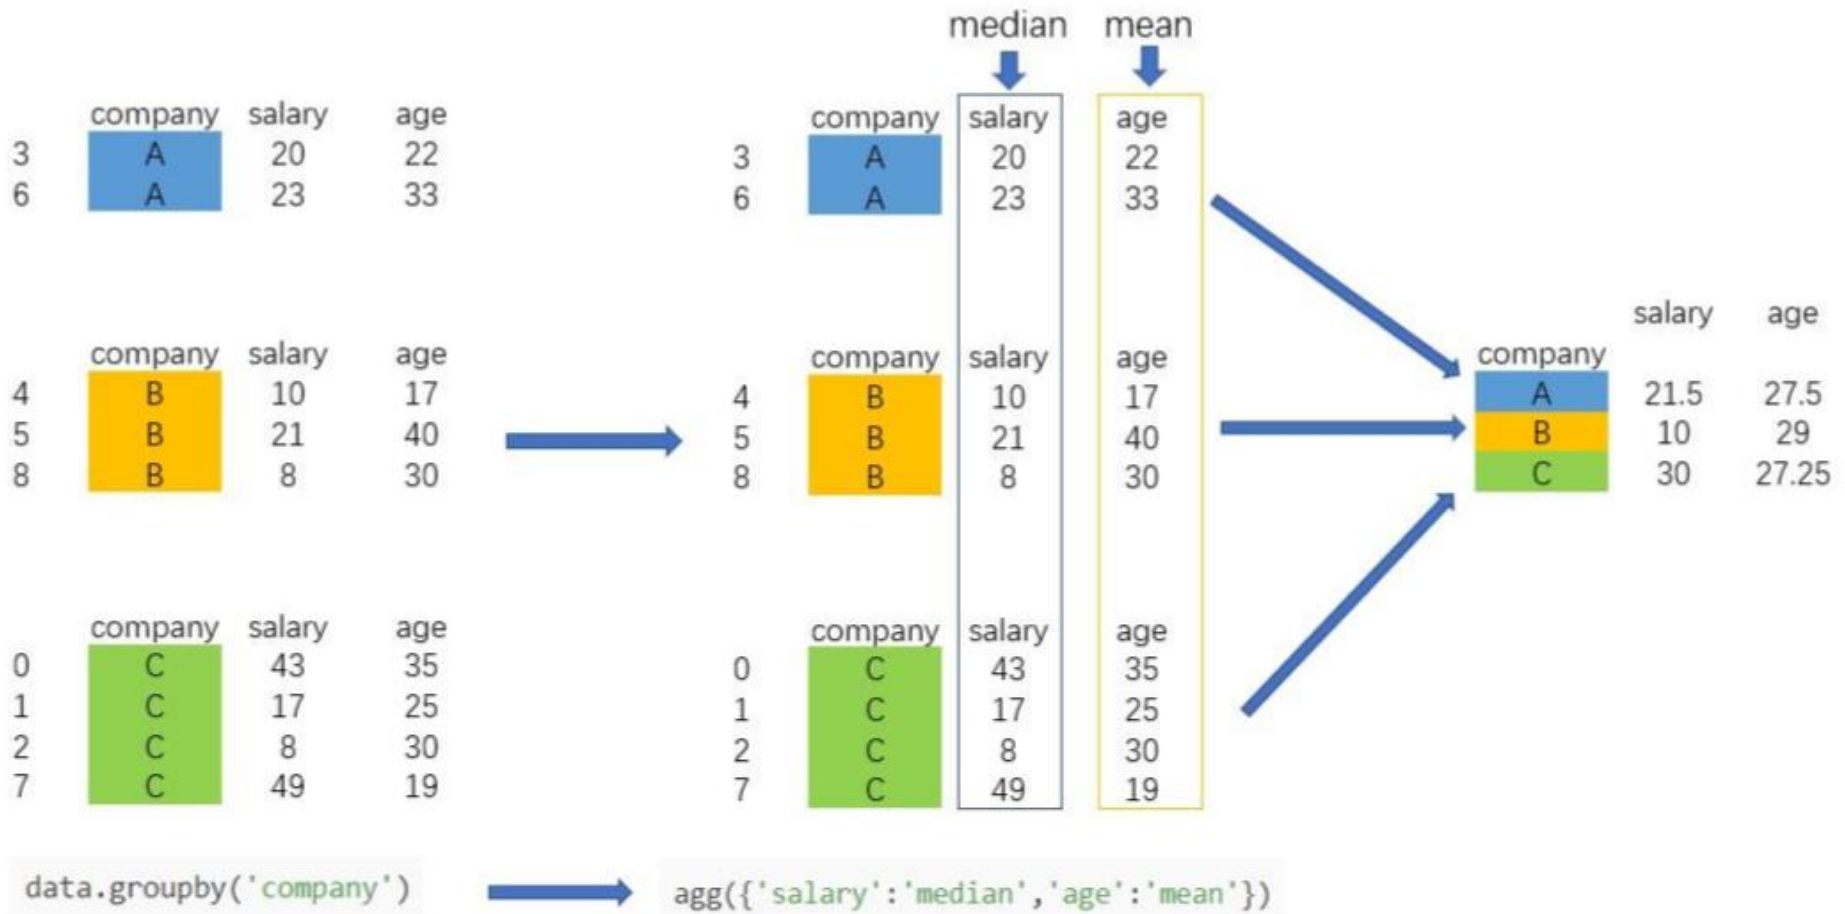 median mean
company salary age
3 A 20 22
6 A 23 33
company salary age
4 B 10 17
5 B 21 40
8 B 8 30
company salary age
0 C 43 35
1 C 17 25
2 C 8 30
7 C 49 19
company salary age
3 A 20 22
6 A 23 33
company salary age
4 B 10 17
5 B 21 40
8 B 8 30
company salary age
0 C 43 35
1 C 17 25
2 C 8 30
7 C 49 19
salary age
company
A 21.5 27.5
B 10 29
C 30 27.25
data.groupby('company')
agg({'salary':'median','age':'mean'})